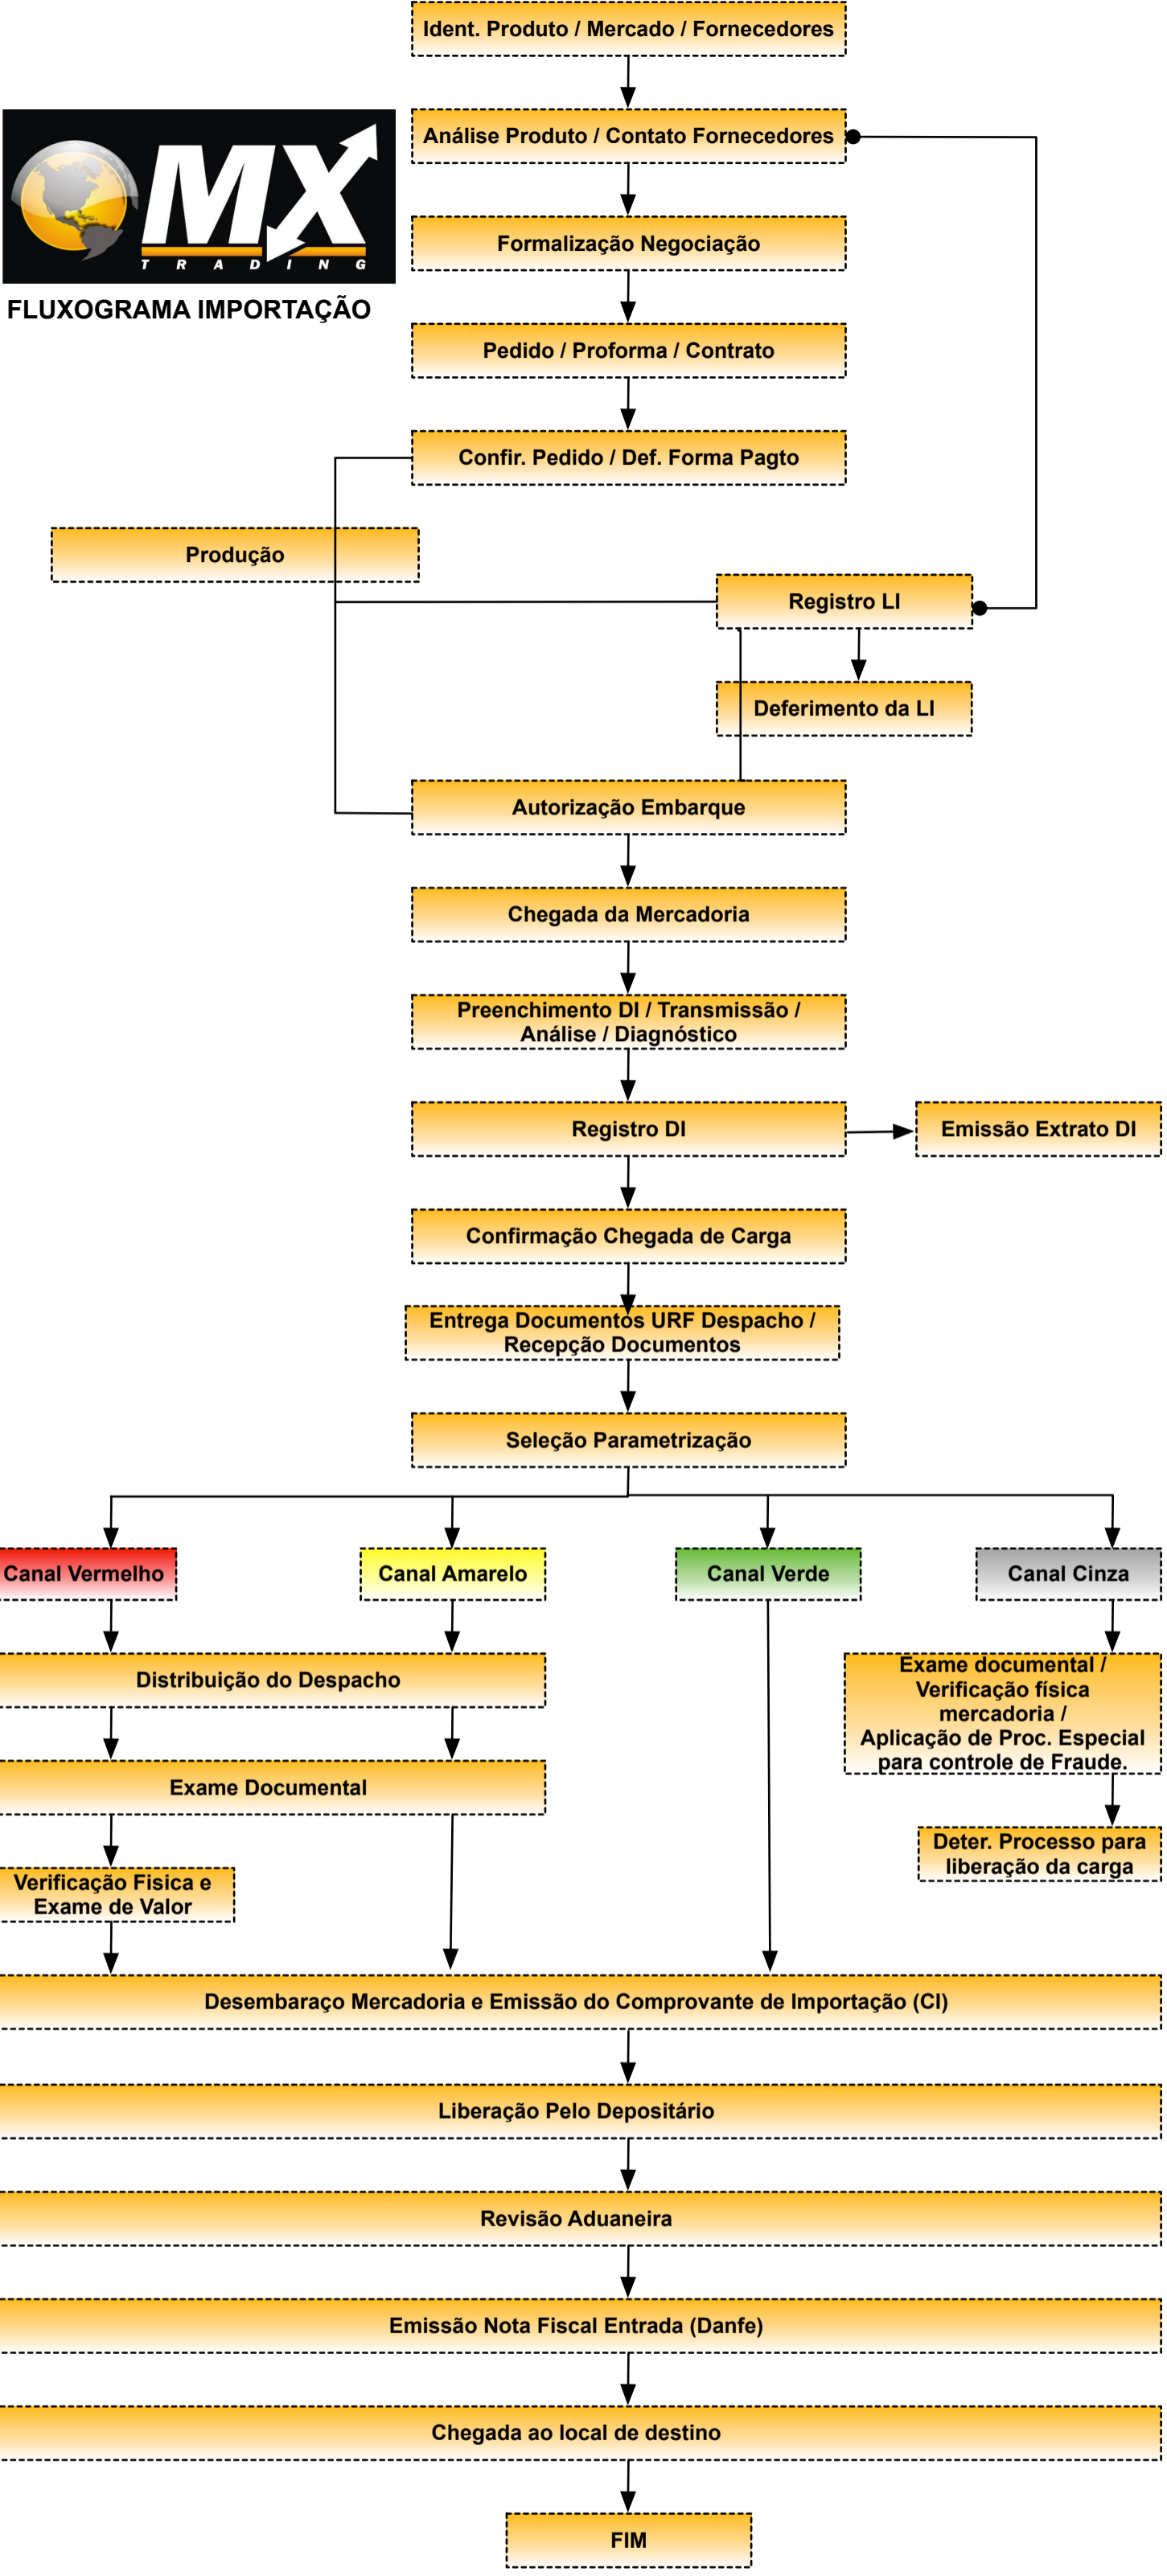 Ident. Produto / Mercado / Fornecedores
Análise Produto / Contato Fornecedores
MX
TRADING
FLUXOGRAMA IMPORTAÇÃO
Formalização Negociação
Pedido / Proforma / Contrato
Confir. Pedido / Def. Forma Pagto
Produção
Registro LI
Deferimento da LI
Autorização Embarque
Chegada da Mercadoria
Preenchimento DI / Transmissão /
Análise / Diagnóstico
Registro DI
Emissão Extrato DI
Confirmação Chegada de Carga
Entrega Documentos URF Despacho /
Recepção Documentos
Seleção Parametrização
Canal Vermelho
Canal Amarelo
Canal Verde
Canal Cinza
Distribuição do Despacho
Exame documental /
Verificação física
mercadoria /
Aplicação de Proc. Especial
para controle de Fraude.
Exame Documental
Deter. Processo para
liberação da carga
Verificação Fisica e
Exame de Valor
Desembaraço Mercadoria e Emissão do Comprovante de Importação (CI)
Liberação Pelo Depositário
Revisão Aduaneira
Emissão Nota Fiscal Entrada (Danfe)
Chegada ao local de destino
FIM